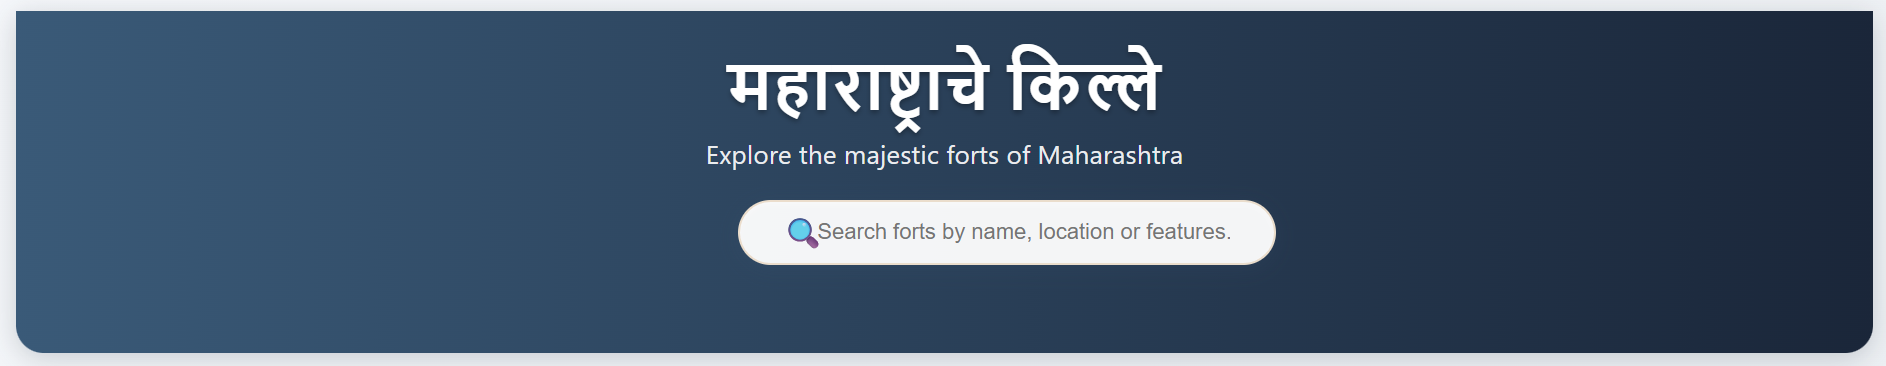 महाराष्ट्राचे किल्ले
Explore the majestic forts of Maharashtra
Search forts by name, location or features.